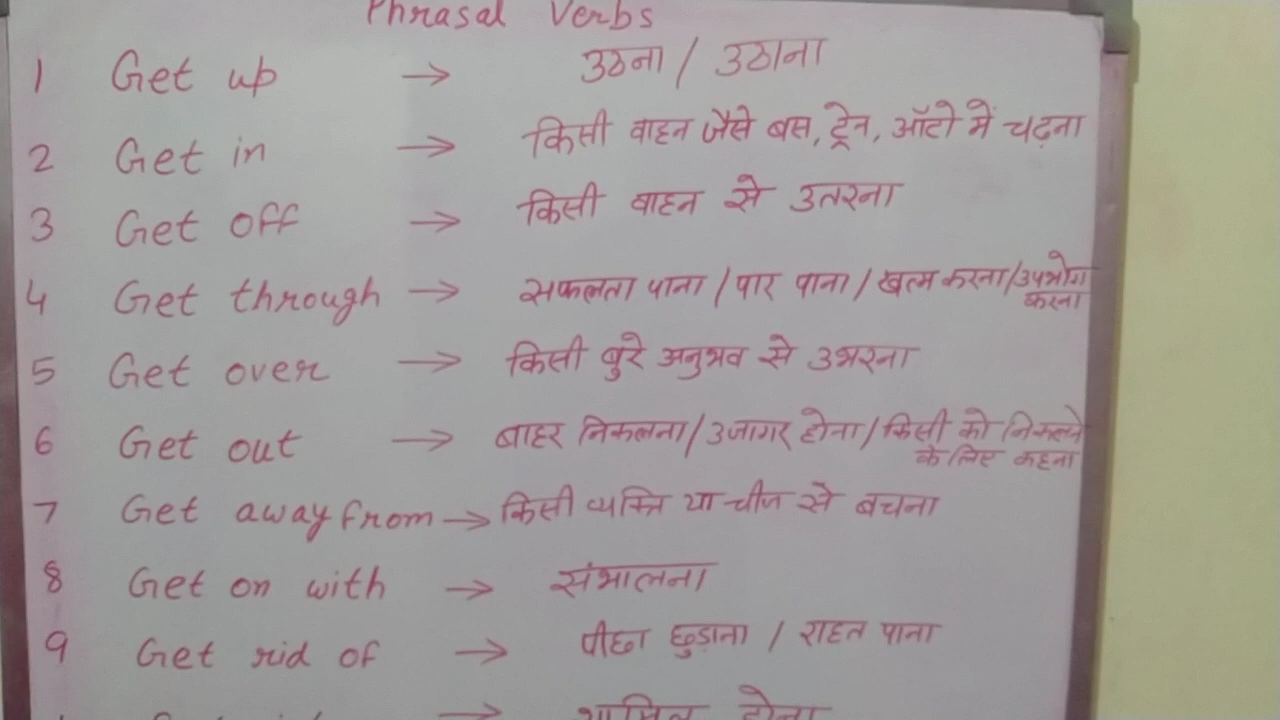 Phrasal Verbs
1 Get up → उठना / उठाना
2 Get in → किसी वाहन जैसे बस, ट्रेन, ऑटो में चढ़ना
3 Get off → किसी वाहन से उतरना
4 Get through → सफलता पाना / पार पाना / खत्म करना / उपभोग
करना
5 Get over → किसी बुरे अनुभव से उभरना
6 Get out → बाहर निकलना / उजागर होना / किसी को निकलने
के लिए कहना
7 Get away from → किसी व्यक्ति या चीज से बचना
8 Get on with → संभालना
9 Get rid of → पीछा छुड़ाना / राहत पाना
→ शामिल होना